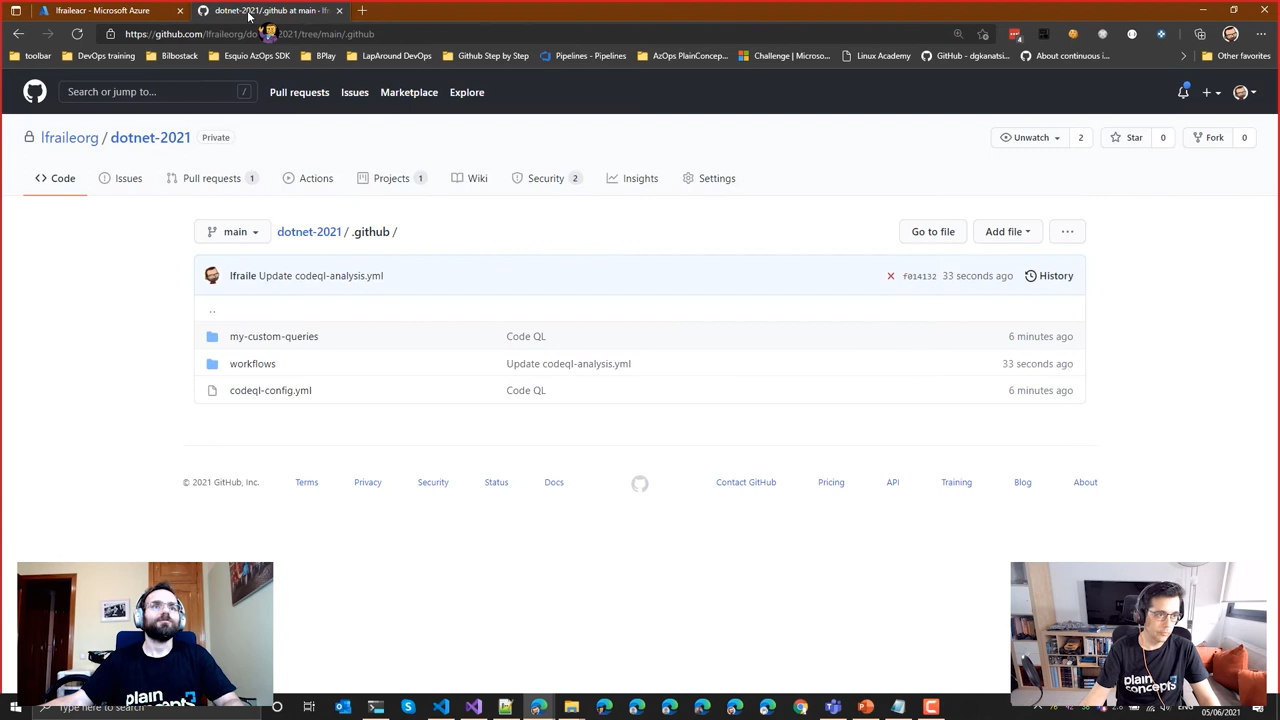 lfraileacr - Microsoft Azure
dotnet-2021/.github at main · lfr
https://github.com/lfraileorg/do 2021/tree/main/.github
toolbar
DevOps training
Bilbostack
Esquio AzOps SDK
BPlay
LapAround DevOps
Github Step by Step
Pipelines - Pipelines
AzOps PlainConcep...
Challenge | Microso...
Linux Academy
GitHub - dgkanatsi...
About continuous i...
Other favorites
Search or jump to...
/
Pull requests
Issues
Marketplace
Explore
lfraileorg / dotnet-2021
Private
Unwatch
2
Star
0
Fork
0
Code
Issues
Pull requests 1
Actions
Projects 1
Wiki
Security 2
Insights
Settings
main
dotnet-2021 / .github /
Go to file
Add file
...
lfraile Update codeql-analysis.yml
f014132 33 seconds ago
History
..
my-custom-queries
Code QL
6 minutes ago
workflows
Update codeql-analysis.yml
33 seconds ago
codeql-config.yml
Code QL
6 minutes ago
© 2021 GitHub, Inc.
Terms
Privacy
Security
Status
Docs
Contact GitHub
Pricing
API
Training
Blog
About
plain
concepts
plain
concepts
Type here to search
05/06/2021